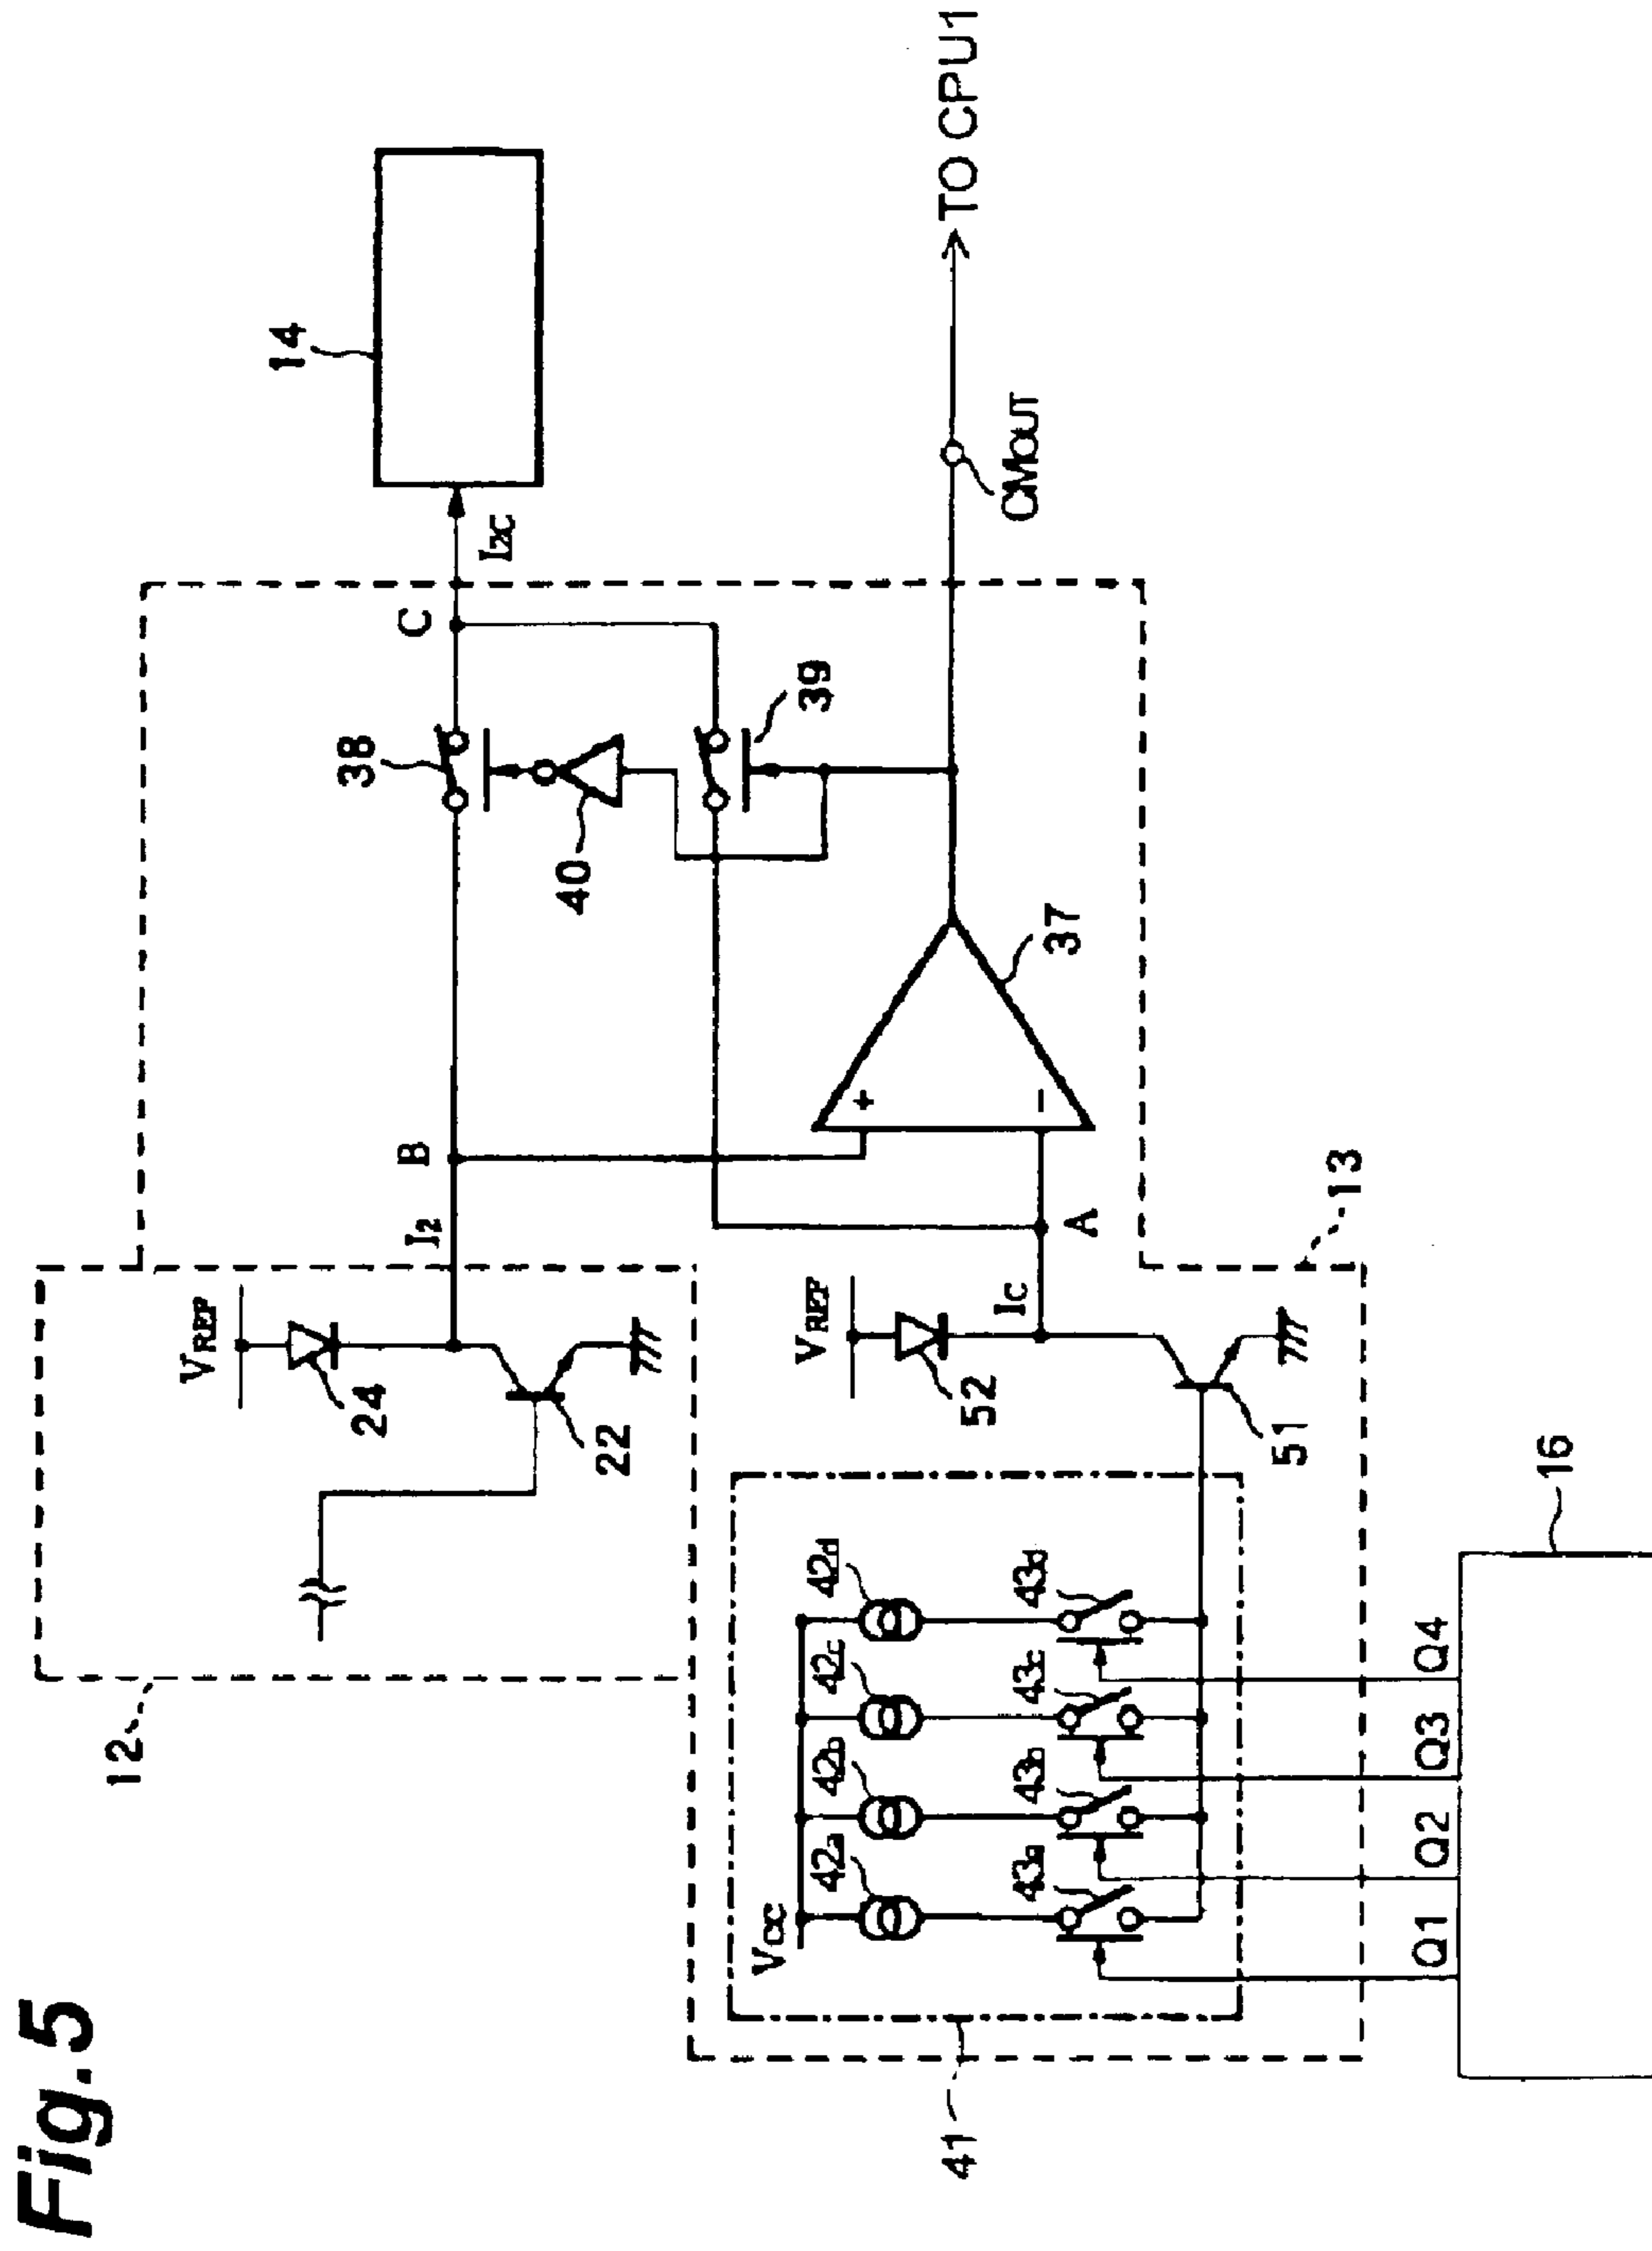 Fig.5
12
VREF
24
22
I2
B
38
C
I2C
14
40
39
37
+
-
CMOUT
TO CPU1
VREF
52
IC
A
51
13
41
VCC
42a
42b
42c
42d
43a
43b
43c
43d
Q1
Q2
Q3
Q4
16